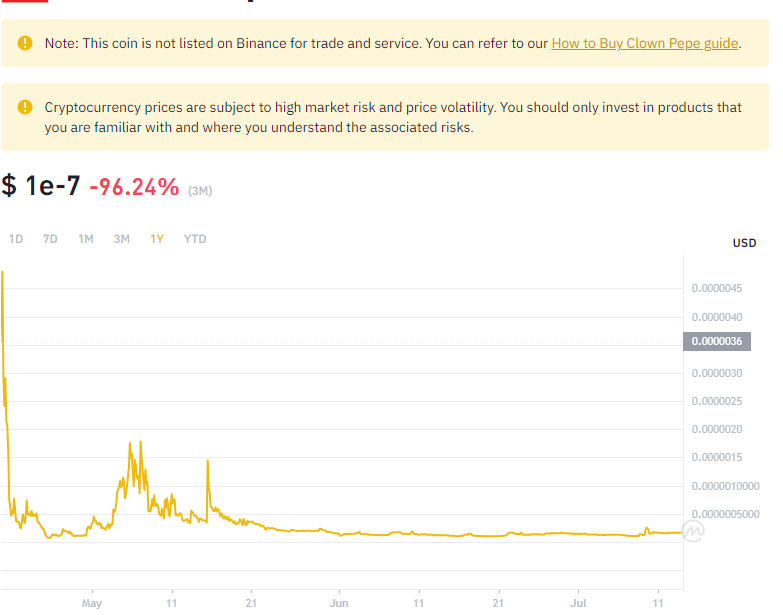 Note: This coin is not listed on Binance for trade and service. You can refer to our How to Buy Clown Pepe guide.
Cryptocurrency prices are subject to high market risk and price volatility. You should only invest in products that
you are familiar with and where you understand the associated risks.
$ 1e-7 -96.24% (3M)
1D 7D 1M 3M 1Y YTD
USD
0.0000045
0.0000040
0.0000036
0.0000030
0.0000025
0.0000020
0.0000015
0.0000010000
0.0000005000
May 11 21 Jun 11 21 Jul 11